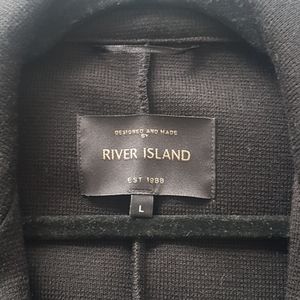 DESIGNED AND MADE
BY
RIVER ISLAND
EST 1988
L